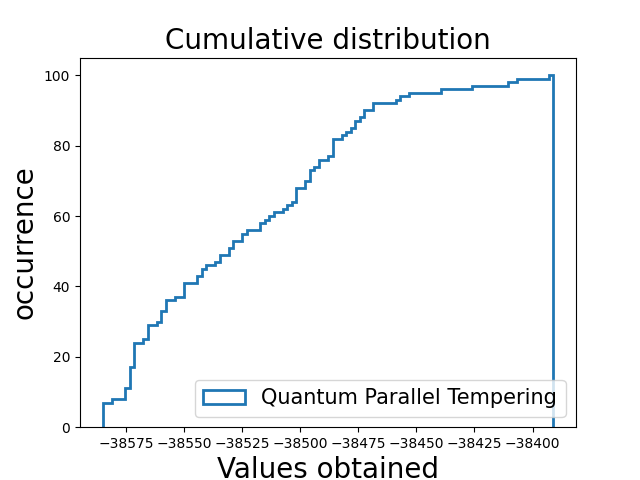 Cumulative distribution
occurrence
100
80
60
40
20
0
Quantum Parallel Tempering
−38575 −38550 −38525 −38500 −38475 −38450 −38425 −38400
Values obtained